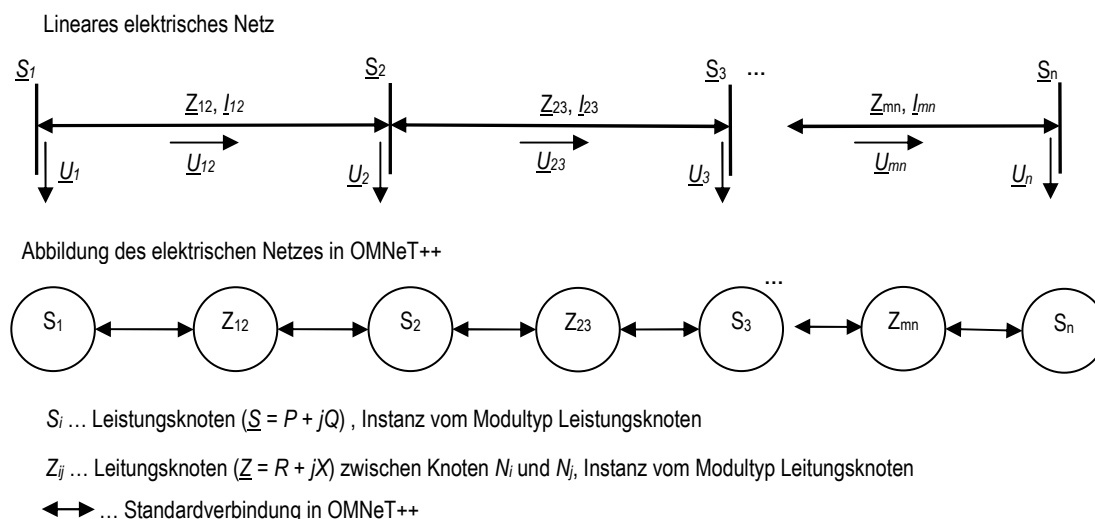 Lineares elektrisches Netz
S1 S2 S3 ... Sn
Z12, I12 Z23, I23 Zmn, Imn
U12 U23 Umn
U1 U2 U3 Un
Abbildung des elektrischen Netzes in OMNeT++
...
S1 Z12 S2 Z23 S3 Zmn Sn
Si ... Leistungsknoten (S = P + jQ) , Instanz vom Modultyp Leistungsknoten
Zij ... Leitungsknoten (Z = R + jX) zwischen Knoten Ni und Nj, Instanz vom Modultyp Leitungsknoten
... Standardverbindung in OMNeT++